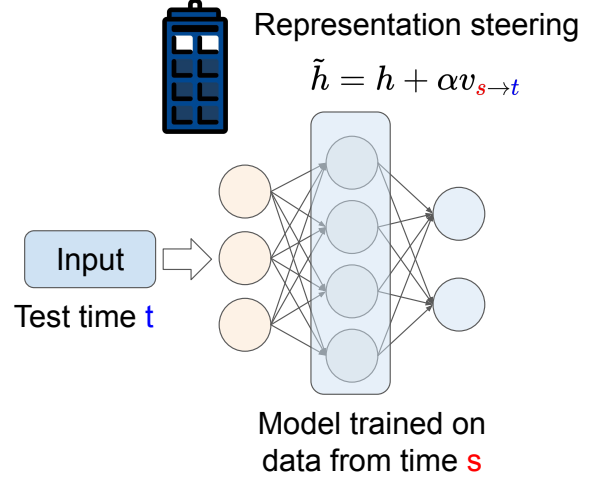 Representation steering
h̃ = h + αv_{s→t}
Input
Test time t
Model trained on
data from time s